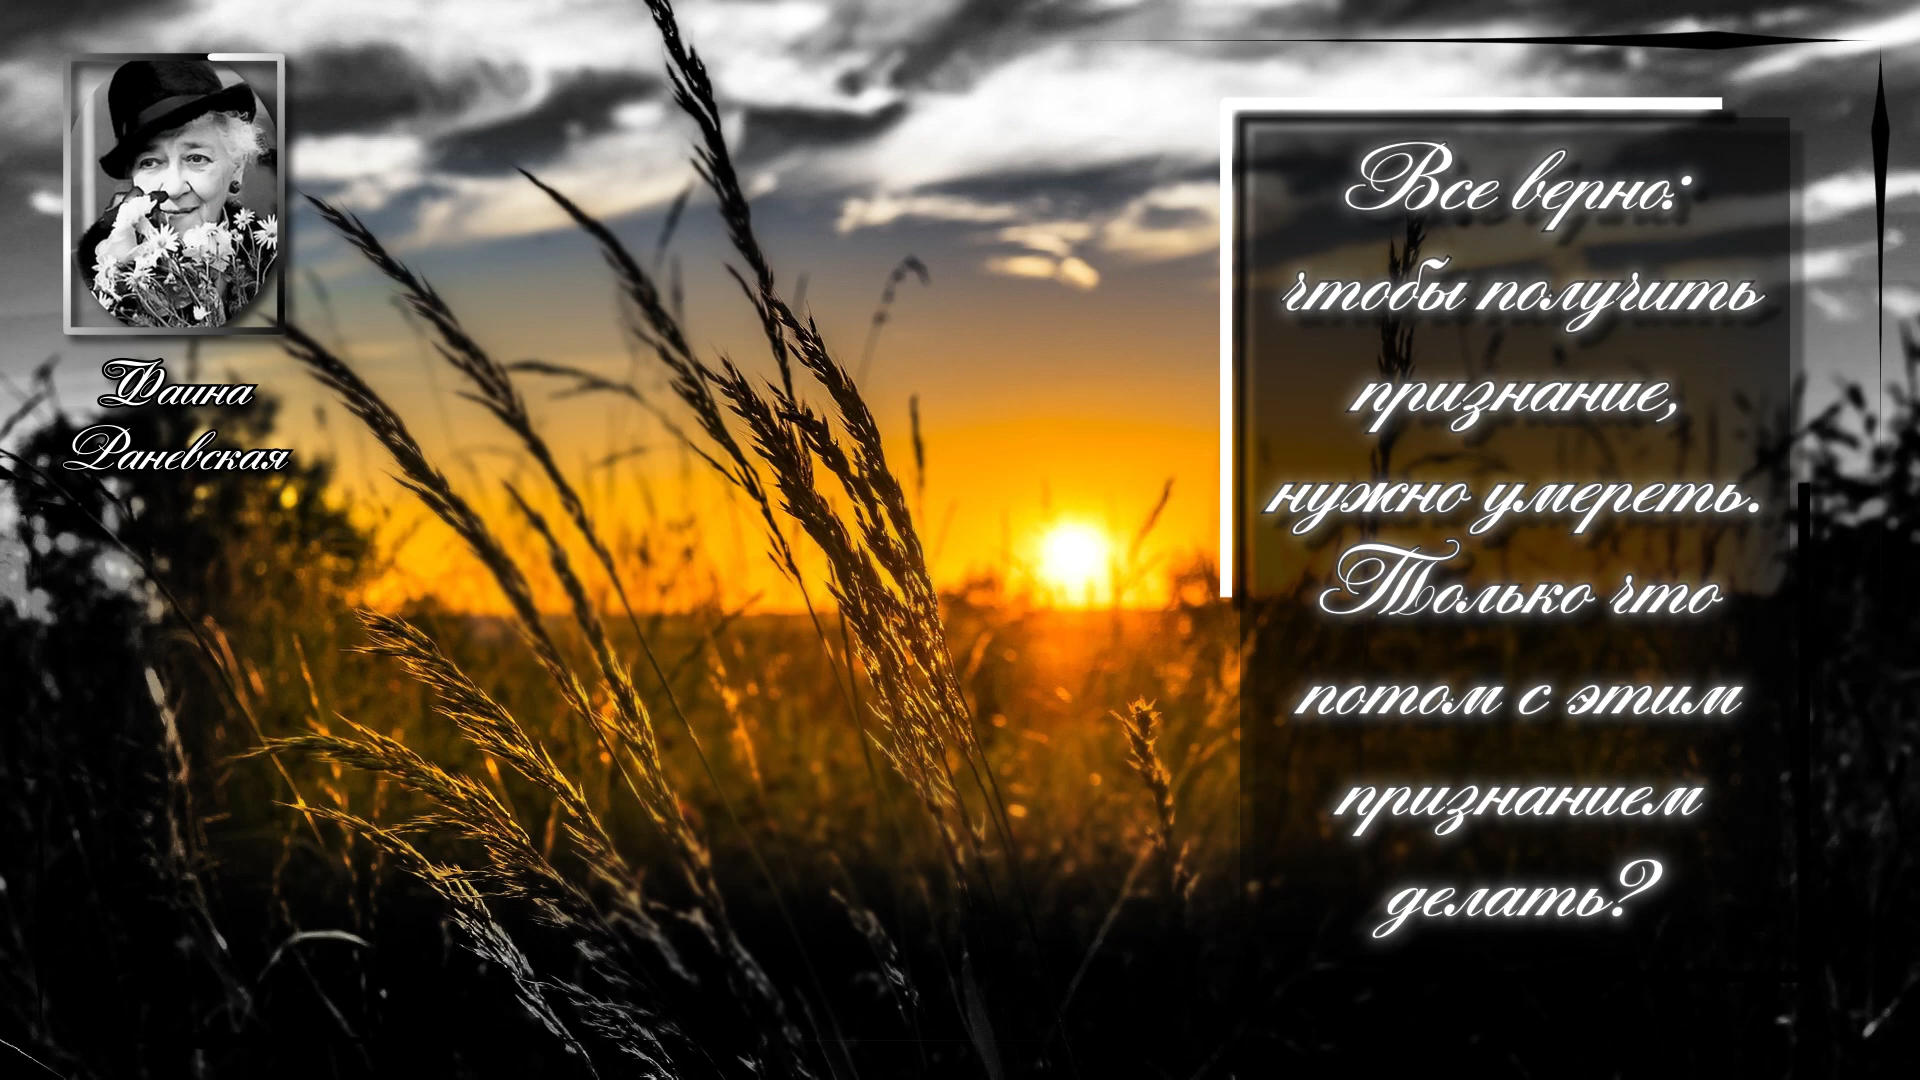 Фаина
Раневская
Все верно:
чтобы получить
признание,
нужно умереть.
Только что
потом с этим
признанием
делать?